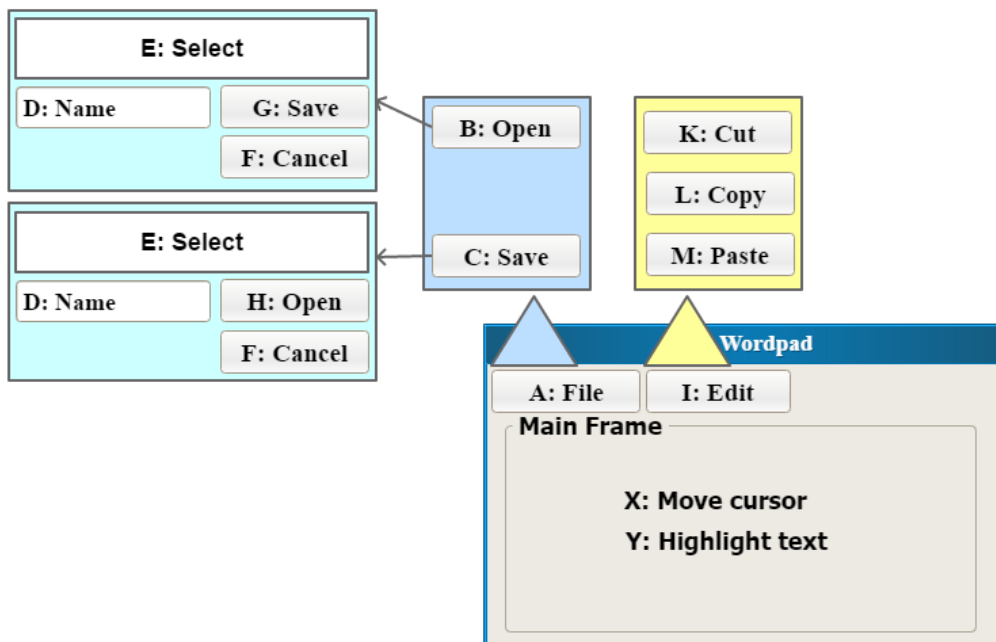 E: Select
D: Name
G: Save
F: Cancel
E: Select
D: Name
H: Open
F: Cancel
B: Open
C: Save
K: Cut
L: Copy
M: Paste
Wordpad
A: File
I: Edit
Main Frame
X: Move cursor
Y: Highlight text